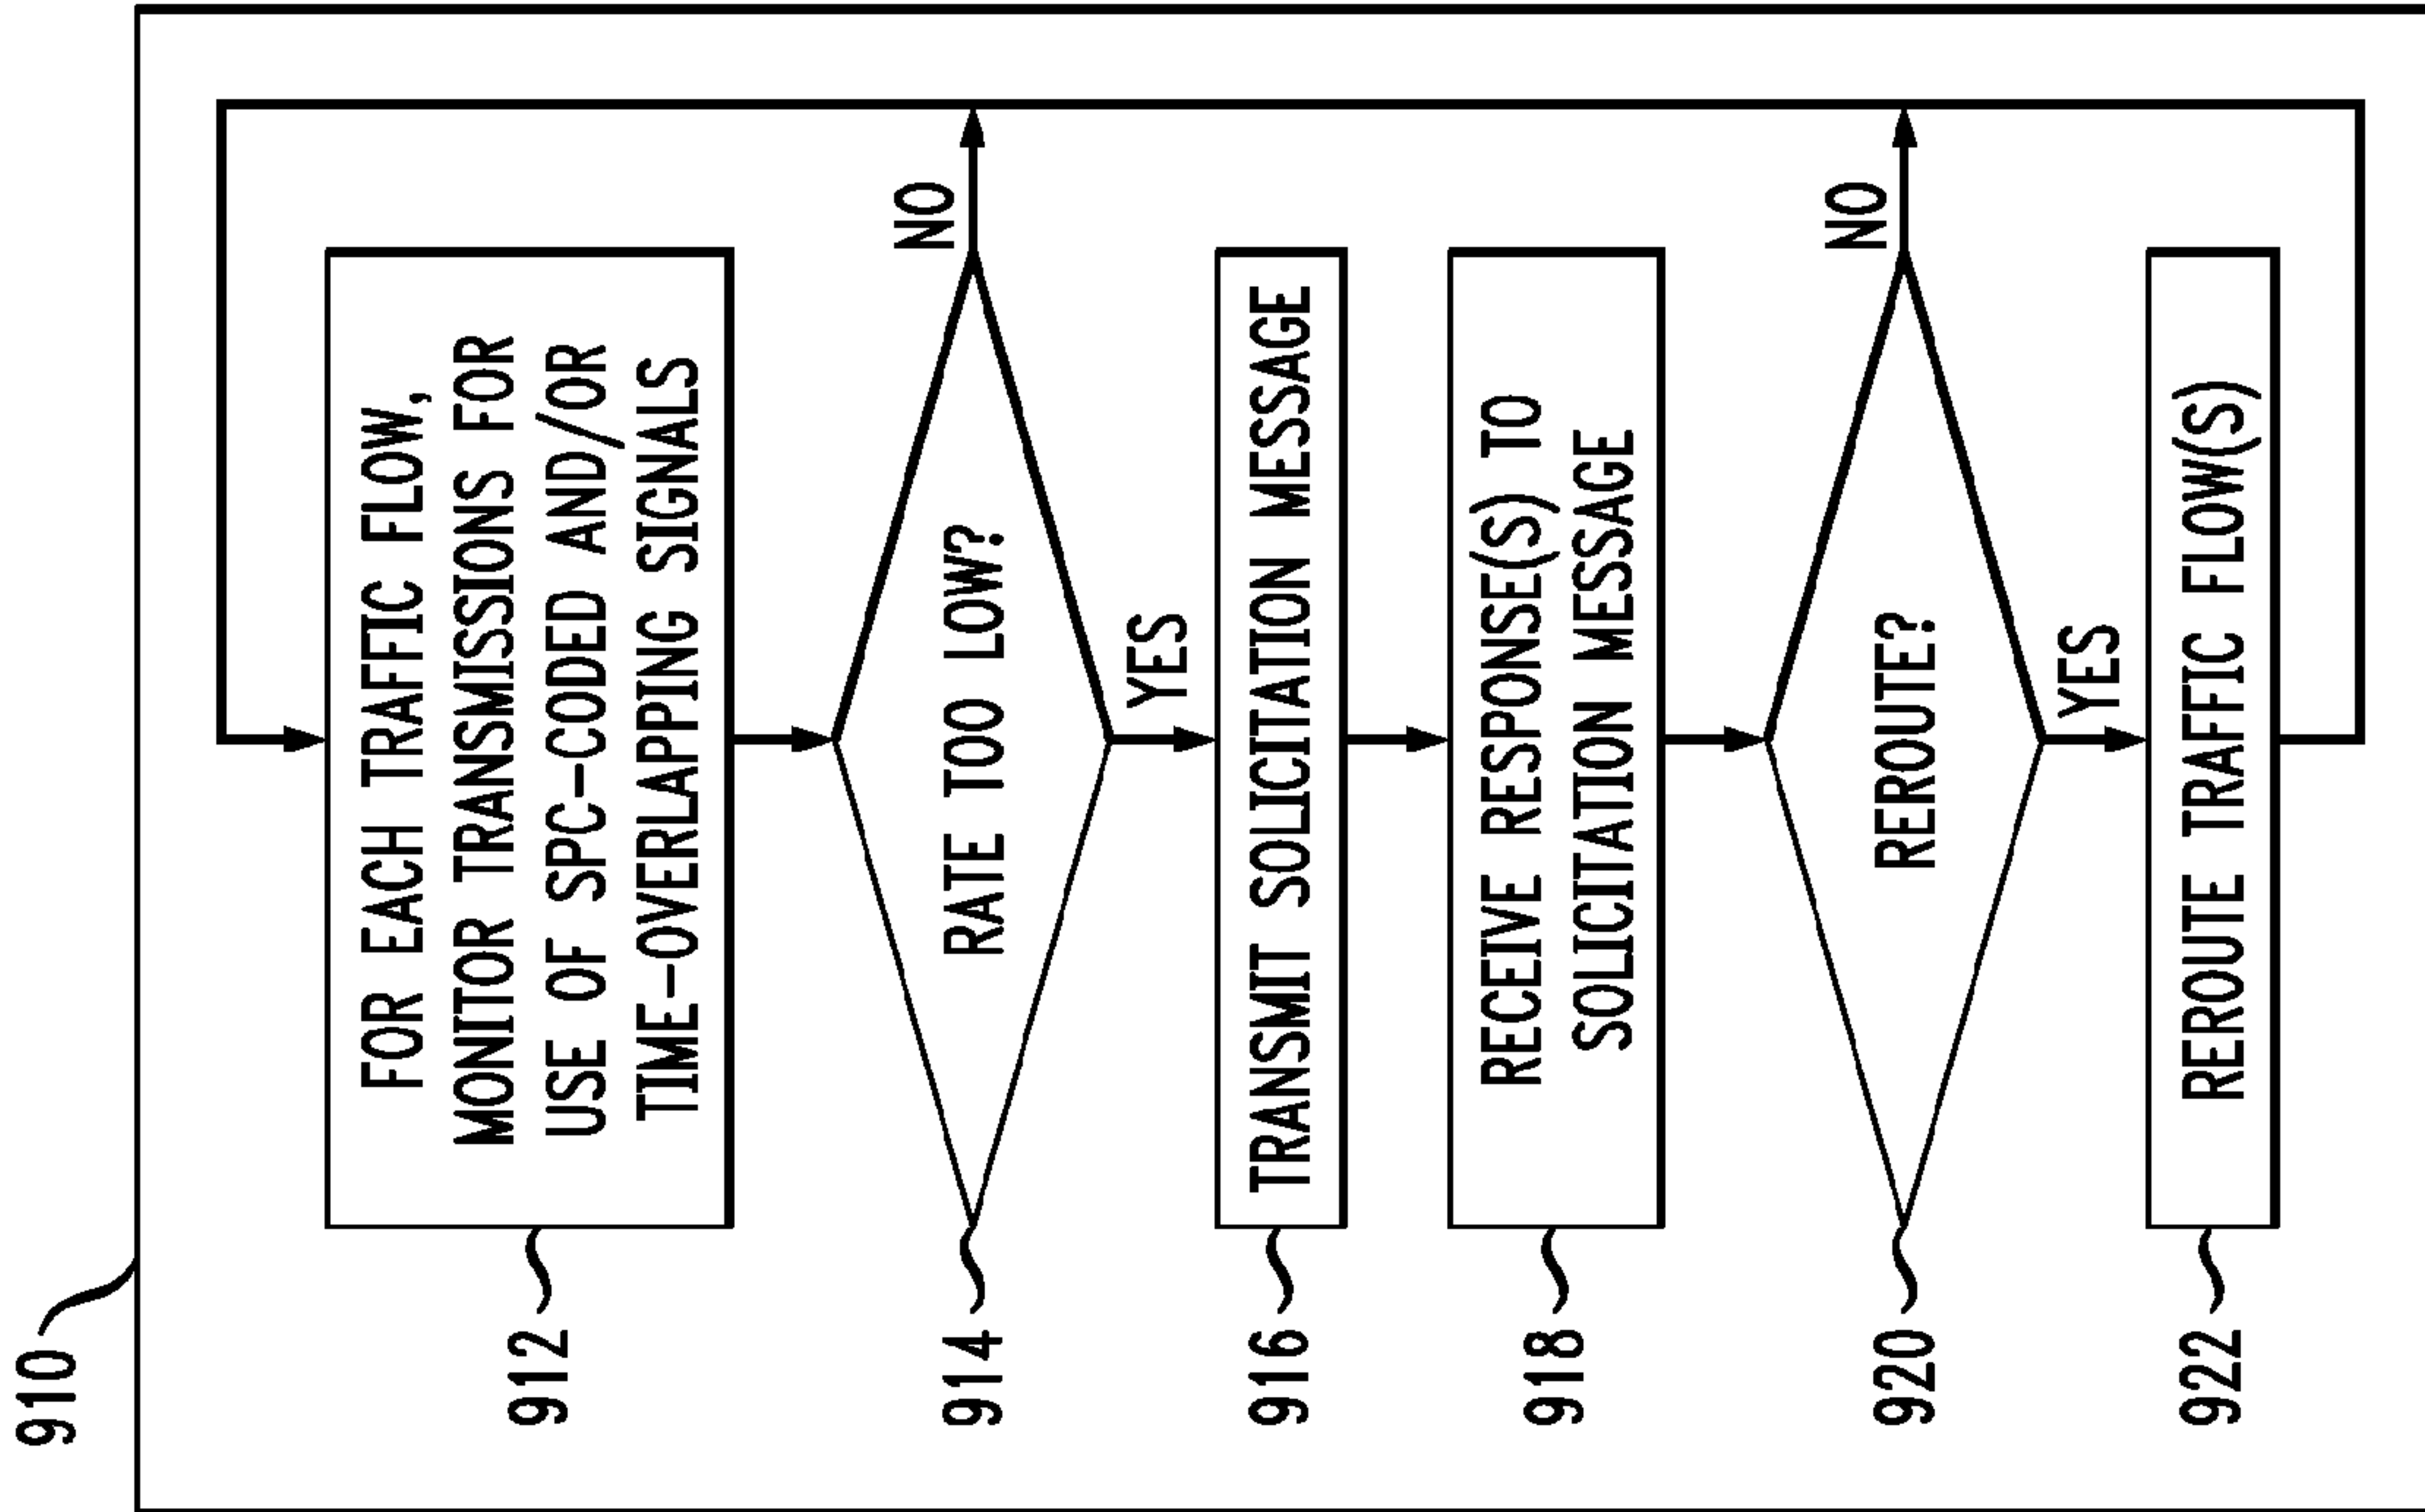 910
912
FOR EACH TRAFFIC FLOW,
MONITOR TRANSMISSIONS FOR
USE OF SPC-CODED AND/OR
TIME-OVERLAPPING SIGNALS
914
RATE TOO LOW?
NO
YES
916
TRANSMIT SOLICITATION MESSAGE
918
RECEIVE RESPONSE(S) TO
SOLICITATION MESSAGE
920
REROUTE?
NO
YES
922
REROUTE TRAFFIC FLOW(S)